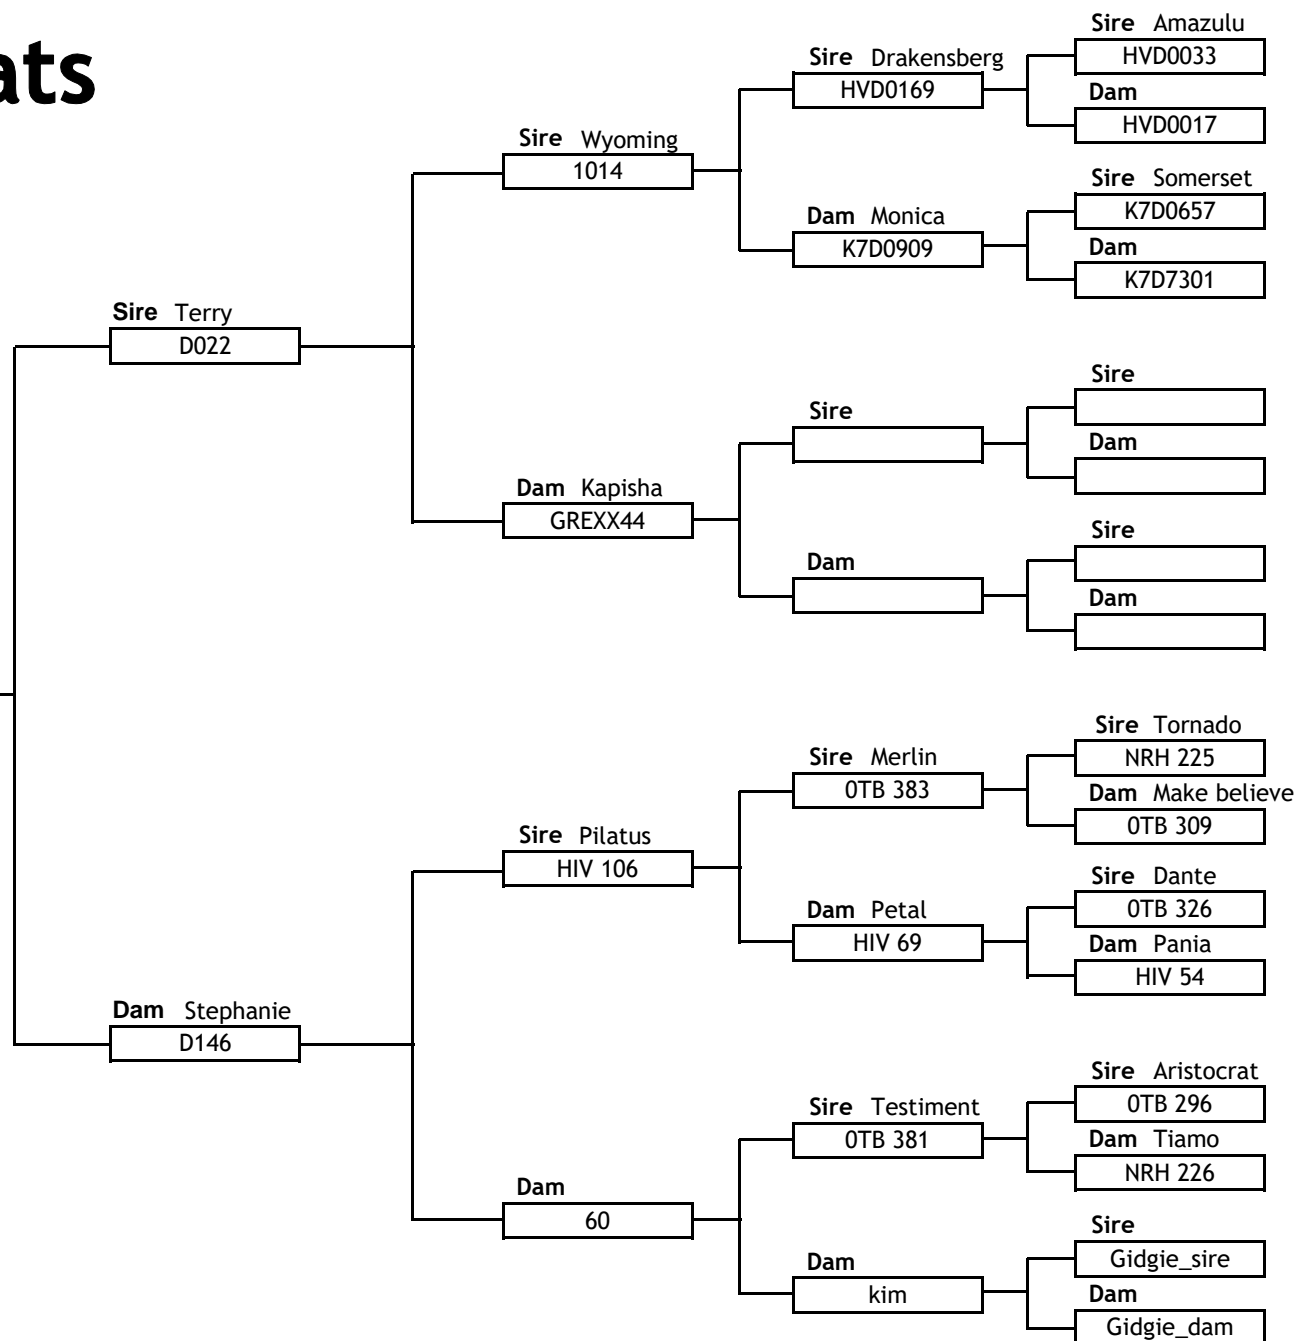 ats
Sire Amazulu
HVD0033
Sire Drakensberg
HVD0169
Dam
HVD0017
Sire Wyoming
1014
Sire Somerset
K7D0657
Dam Monica
K7D0909
Dam
K7D7301
Sire Terry
D022
Sire
Sire
Dam
Dam Kapisha
GREXX44
Sire
Dam
Dam
Sire Tornado
NRH 225
Sire Merlin
0TB 383
Dam Make believe
0TB 309
Sire Pilatus
HIV 106
Sire Dante
0TB 326
Dam Petal
HIV 69
Dam Pania
HIV 54
Dam Stephanie
D146
Sire Aristocrat
0TB 296
Sire Testiment
0TB 381
Dam Tiamo
NRH 226
Dam
60
Sire
Gidgie_sire
Dam
kim
Dam
Gidgie_dam